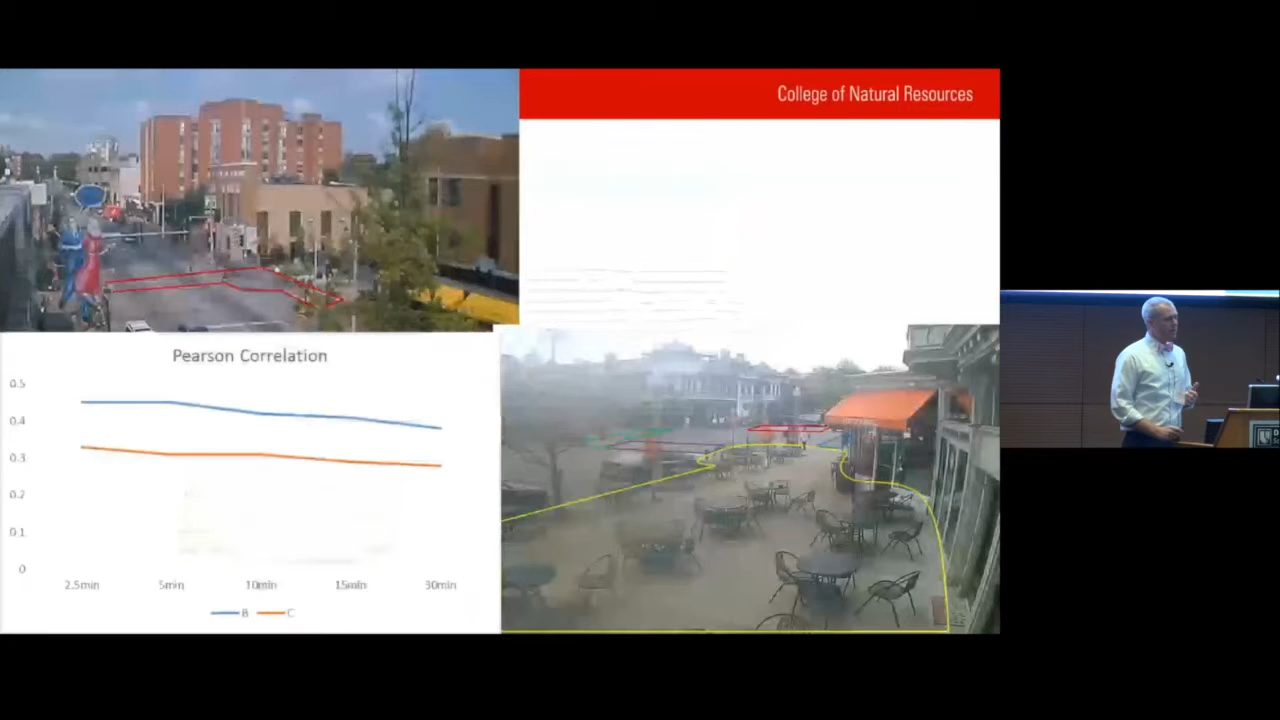 College of Natural Resources
Pearson Correlation
0.5
0.4
0.3
0.2
0.1
0
2.5min 5min 10min 15min 30min
B C